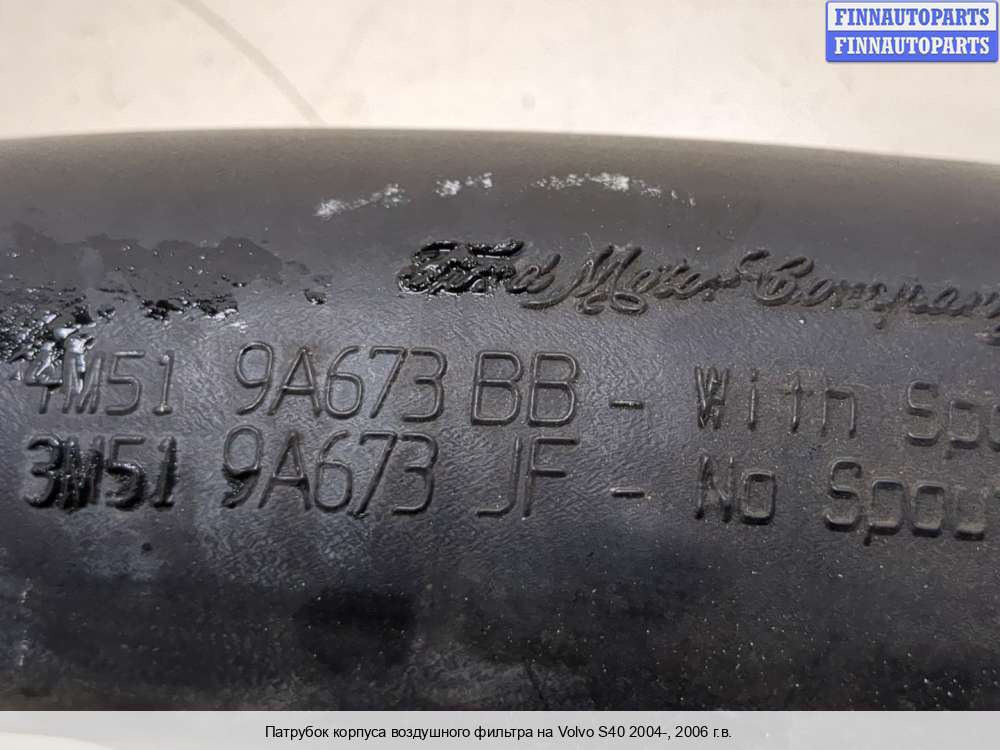 FINNAUTOPARTS
FINNAUTOPARTS
Ford Motor Company
4M51 9A673 BB - With
3M51 9A673 JF - No Spou
Патрубок корпуса воздушного фильтра на Volvo S40 2004-, 2006 г.в.